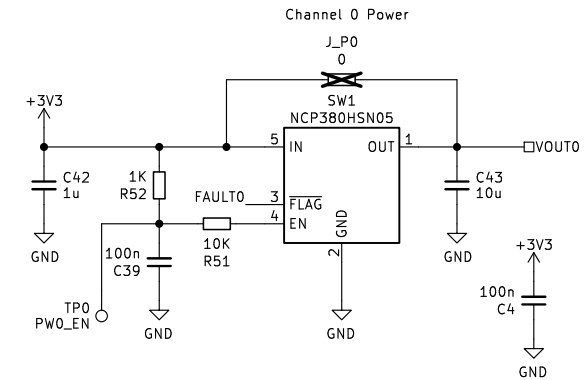 Channel 0 Power
J_P0
0
+3V3
SW1
NCP380HSN05
5
IN
OUT
1
VOUT0
C42
1u
1K
R52
FAULT0
3
FLAG
4
EN
GND
2
C43
10u
GND
100n
C39
10K
R51
GND
+3V3
TP0
PW0_EN
100n
C4
GND
GND
GND